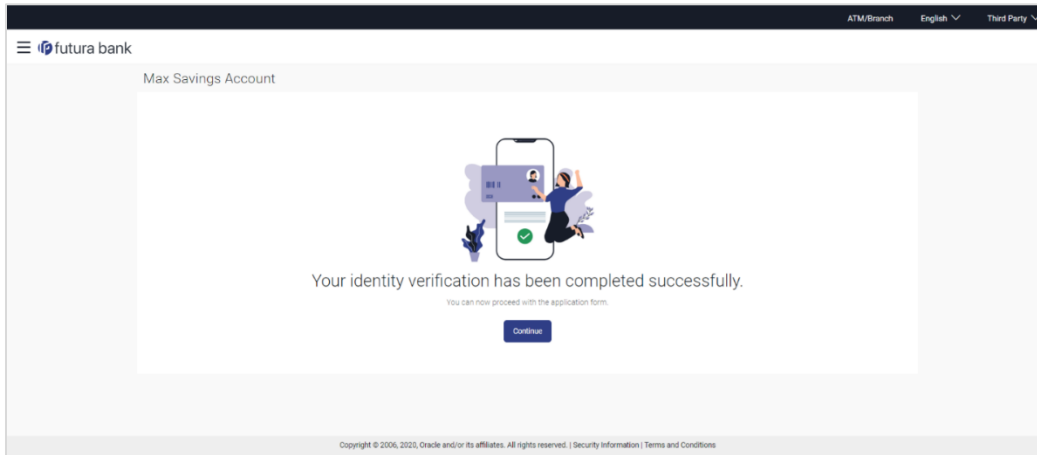 ATM/Branch English Third Party
futura bank
Max Savings Account
Your identity verification has been completed successfully.
You can now proceed with the application form.
Continue
Copyright © 2006, 2020, Oracle and/or its affiliates. All rights reserved. | Security Information | Terms and Conditions